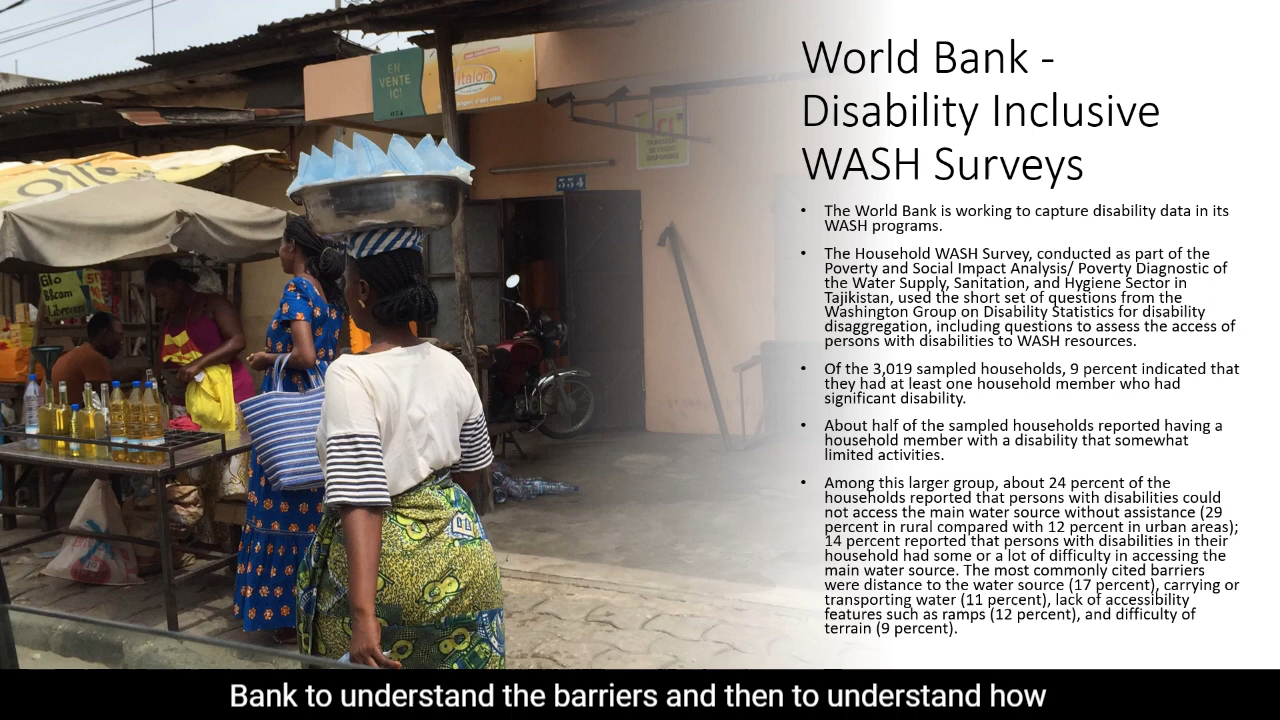 World Bank -
Disability Inclusive
WASH Surveys
• The World Bank is working to capture disability data in its
WASH programs.
• The Household WASH Survey, conducted as part of the
Poverty and Social Impact Analysis/ Poverty Diagnostic of
the Water Supply, Sanitation, and Hygiene Sector in
Tajikistan, used the short set of questions from the
Washington Group on Disability Statistics for disability
disaggregation, including questions to assess the access of
persons with disabilities to WASH resources.
• Of the 3,019 sampled households, 9 percent indicated that
they had at least one household member who had
significant disability.
• About half of the sampled households reported having a
household member with a disability that somewhat
limited activities.
• Among this larger group, about 24 percent of the
households reported that persons with disabilities could
not access the main water source without assistance (29
percent in rural compared with 12 percent in urban areas);
14 percent reported that persons with disabilities in their
household had some or a lot of difficulty in accessing the
main water source. The most commonly cited barriers
were distance to the water source (17 percent), carrying or
transporting water (11 percent), lack of accessibility
features such as ramps (12 percent), and difficulty of
terrain (9 percent).
EN
VENTE
ICI
ICI
DISPONIBLE
554
Glo
Bank to understand the barriers and then to understand how